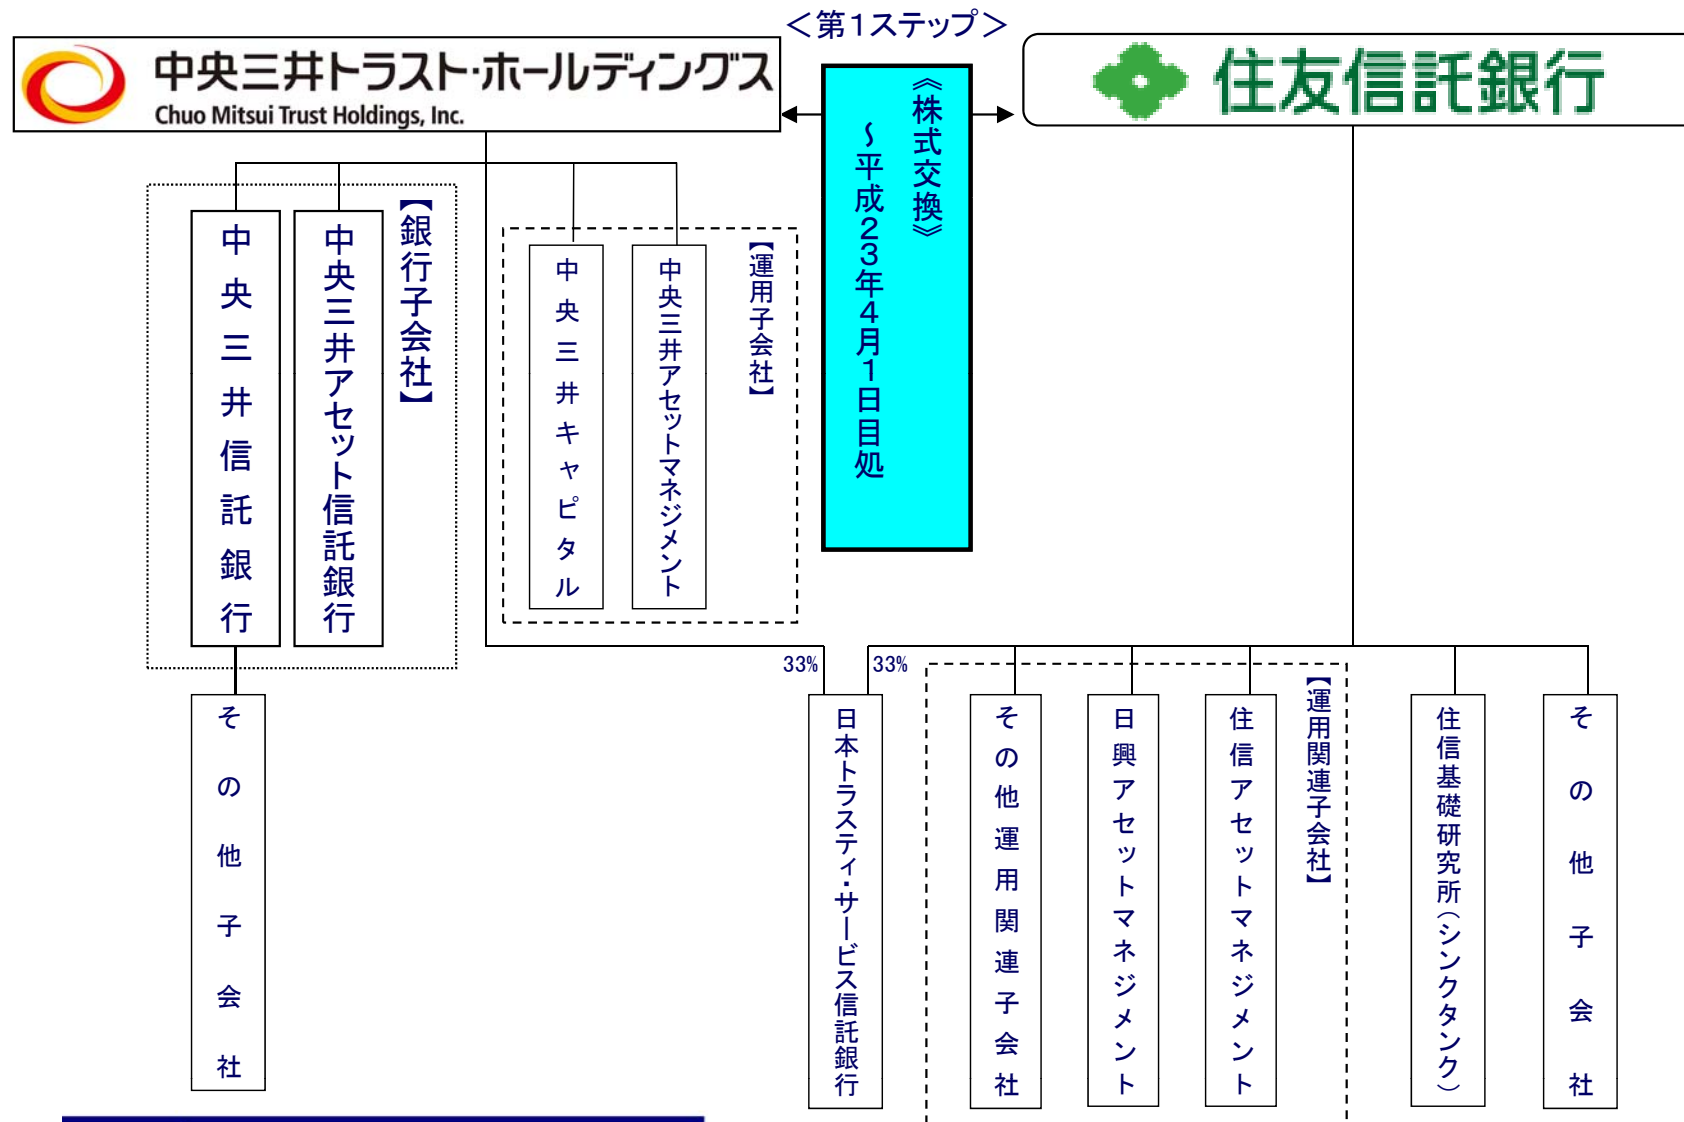 <第1ステップ>
中央三井トラスト・ホールディングス
Chuo Mitsui Trust Holdings, Inc.
住友信託銀行
《株式交換》
～平成23年4月1日目処
【銀行子会社】
中央三井アセット信託銀行
中央三井信託銀行
【運用子会社】
中央三井アセットマネジメント
中央三井キャピタル
33%
33%
その他子会社
日本トラスティ・サービス信託銀行
【運用関連子会社】
住信アセットマネジメント
日興アセットマネジメント
その他運用関連子会社
住信基礎研究所(シンクタンク)
その他子会社